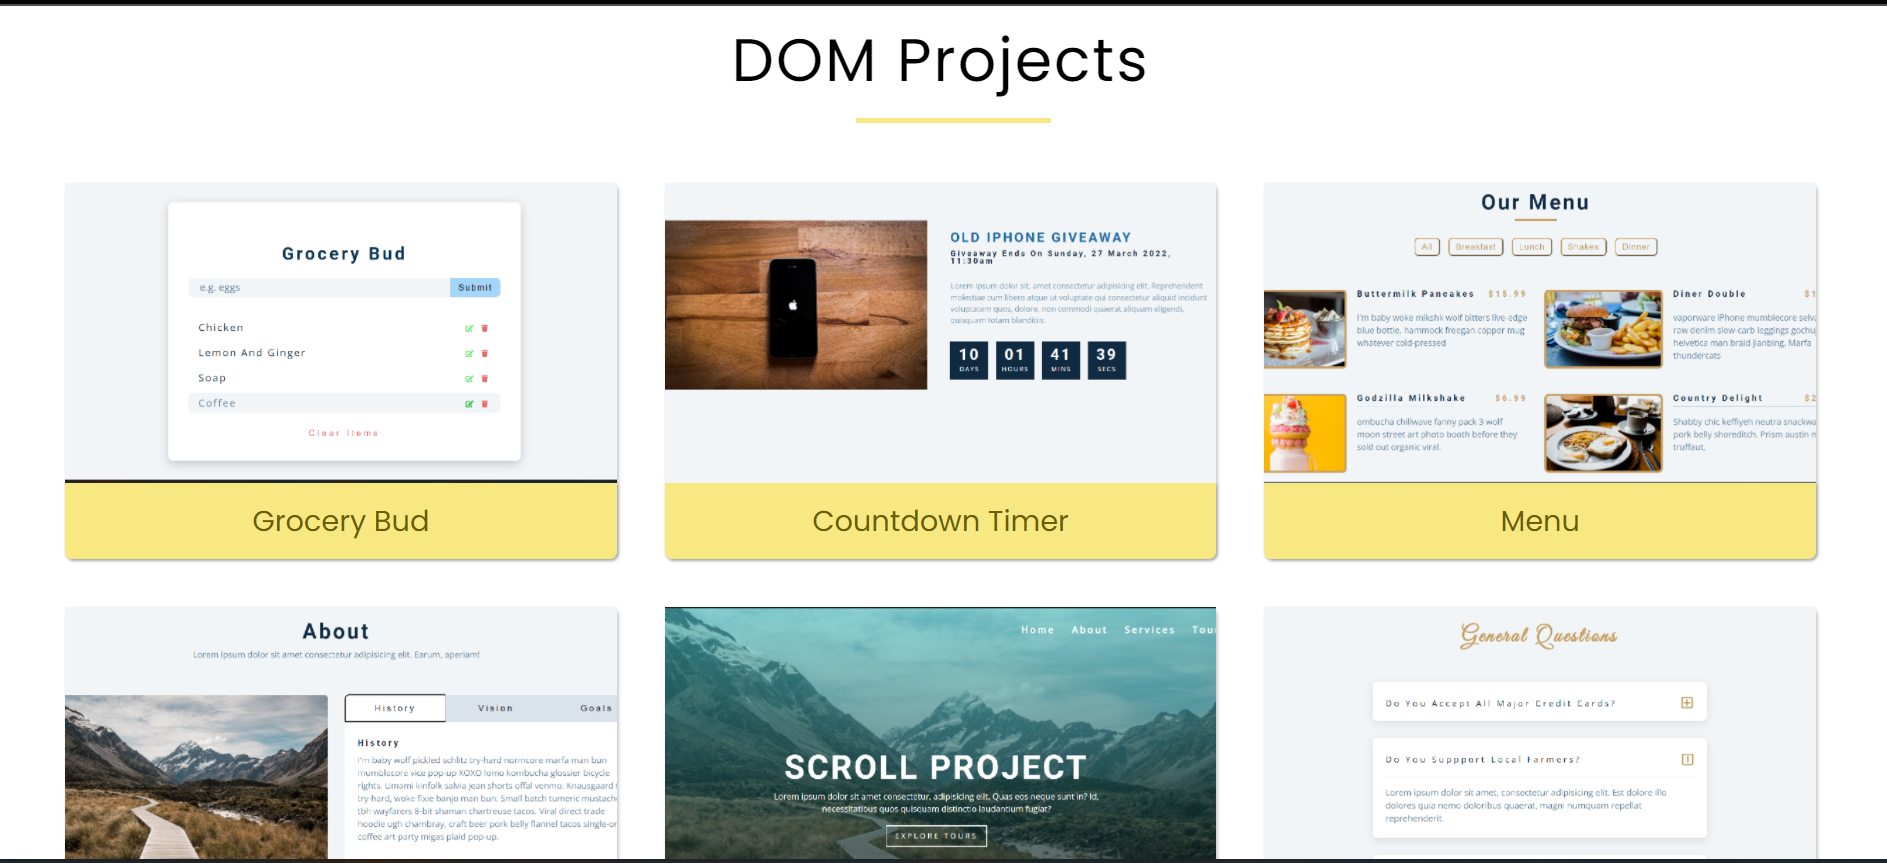 DOM Projects
Grocery Bud
e.g. eggs
Submit
Chicken
Lemon And Ginger
Soap
Coffee
Clear Items
Grocery Bud
OLD IPHONE GIVEAWAY
Giveaway Ends On Sunday, 27 March 2022,
11:30am
Lorem ipsum dolor sit, amet consectetur adipisicing elit. Reprehenderit
molestiae cum libero atque ut voluptate qui consectetur aliquid incidunt
voluptatem quos, dolore, non commodi quaerat aliquam eligendi,
quisquam totam blanditiis.
10 01 41 39
DAYS HOURS MINS SECS
Countdown Timer
Our Menu
All Breakfast Lunch Shakes Dinner
Buttermilk Pancakes $15.99
I'm baby woke mlkshk wolf bitters live-edge
blue bottle, hammock freegan copper mug
whatever cold-pressed
Diner Double $1
vaporware iPhone mumblecore selva
raw denim slow-carb leggings gochu
helvetica man braid jianbing. Marfa
thundercats
Godzilla Milkshake $6.99
ombucha chillwave fanny pack 3 wolf
moon street art photo booth before they
sold out organic viral.
Country Delight $2
Shabby chic keffiyeh neutra snackwa
pork belly shoreditch. Prism austin m
truffaut,
Menu
About
Lorem ipsum dolor sit amet consectetur adipisicing elit. Earum, aperiam!
History Vision Goals
History
I'm baby wolf pickled schlitz try-hard normcore marfa man bun
mumblecore vice pop-up XOXO lomo kombucha glossier bicycle
rights. Umami kinfolk salvia jean shorts offal venmo. Knausgaard t
try-hard, woke fixie banjo man bun. Small batch tumeric mustach
tbh wayfarers 8-bit shaman chartreuse tacos. Viral direct trade
hoodie ugh chambray, craft beer pork belly flannel tacos single-or
coffee art party migas plaid pop-up.
Home About Services Tour
SCROLL PROJECT
Lorem ipsum dolor sit amet consectetur, adipisicing elit. Quas eos neque sunt in? Id,
necessitatibus quos quisquam distinctio laudantium fugiat?
EXPLORE TOURS
General Questions
Do You Accept All Major Credit Cards?
Do You Suppport Local Farmers?
Lorem ipsum dolor sit amet, consectetur adipisicing elit. Est dolore illo
dolores quia nemo doloribus quaerat, magni numquam repellat
reprehenderit.